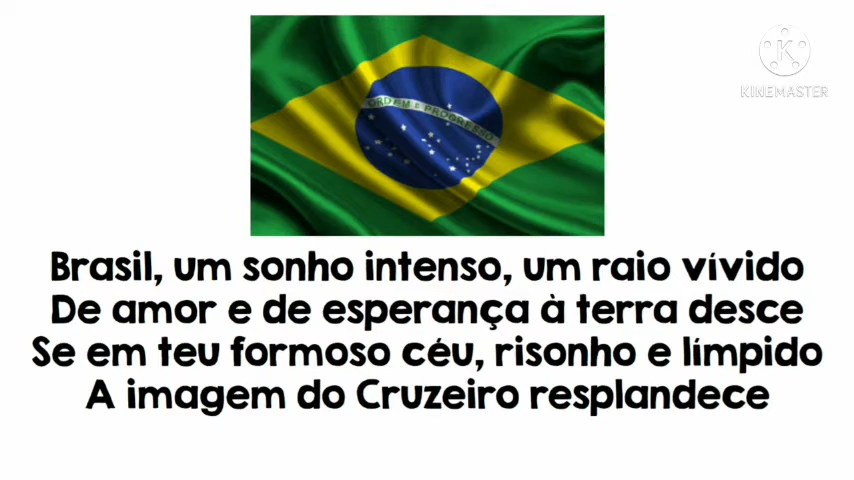 KINEMASTER
ORDEM E PROGRESSO
Brasil, um sonho intenso, um raio vívido
De amor e de esperança à terra desce
Se em teu formoso céu, risonho e límpido
A imagem do Cruzeiro resplandece